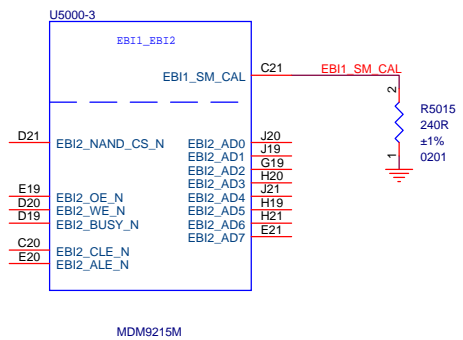 U5000-3
EBI1_EBI2
EBI1_SM_CAL
C21
EBI1_SM_CAL
2
R5015
240R
±1%
0201
1
D21
EBI2_NAND_CS_N
EBI2_AD0
J20
EBI2_AD1
J19
EBI2_AD2
G19
EBI2_AD3
H20
E19
EBI2_OE_N
EBI2_AD4
J21
D20
EBI2_WE_N
EBI2_AD5
H19
D19
EBI2_BUSY_N
EBI2_AD6
H21
EBI2_AD7
E21
C20
EBI2_CLE_N
E20
EBI2_ALE_N
MDM9215M